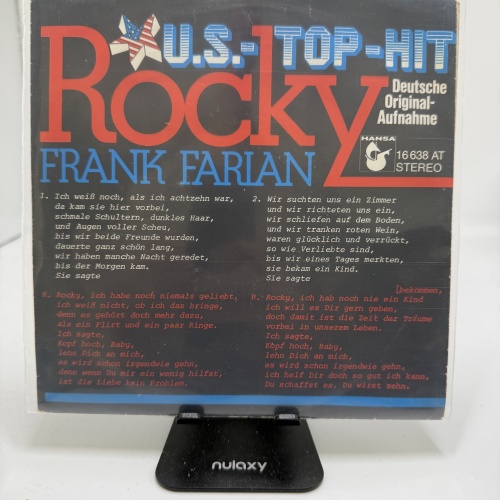 U.S.-TOP-HIT
Rocky
Deutsche
Original-
Aufnahme
HANSA
16 638 AT
STEREO
FRANK FARIAN
1. Ich weiß noch, als ich achtzehn war,
da kam sie hier vorbei,
schmale Schultern, dunkles Haar,
und Augen voller Scheu,
bis wir beide Freunde wurden,
dauerte ganz schön lang,
wir haben manche Nacht geredet,
bis der Morgen kam.
Sie sagte
R. Rocky, ich habe noch niemals geliebt,
ich weiß nicht, ob ich das bringe,
denn es gehört doch mehr dazu,
als ein Flirt und ein paar Ringe.
Ich sagte,
Kopf hoch, Baby,
lehn Dich an mich,
es wird schon irgendwie gehn,
denn wenn Du mir ein wenig hilfst,
ist die Liebe kein Problem.
2. Wir suchten uns ein Zimmer
und wir richteten uns ein,
wir schliefen auf dem Boden,
und wir tranken roten Wein,
waren glücklich und verrückt,
so wie Verliebte sind,
bis wir eines Tages merkten,
sie bekam ein Kind.
Sie sagte
[bekommen,
R. Rocky, ich hab noch nie ein Kind
ich will es Dir gern geben,
doch damit ist die Zeit der Träume
vorbei in unserem Leben.
Ich sagte,
Kopf hoch, Baby,
lehn Dich an mich,
es wird schon irgendwie gehn,
ich helf Dir doch so gut ich kann,
Du schaffst es, Du wirst sehn.
nulaxy